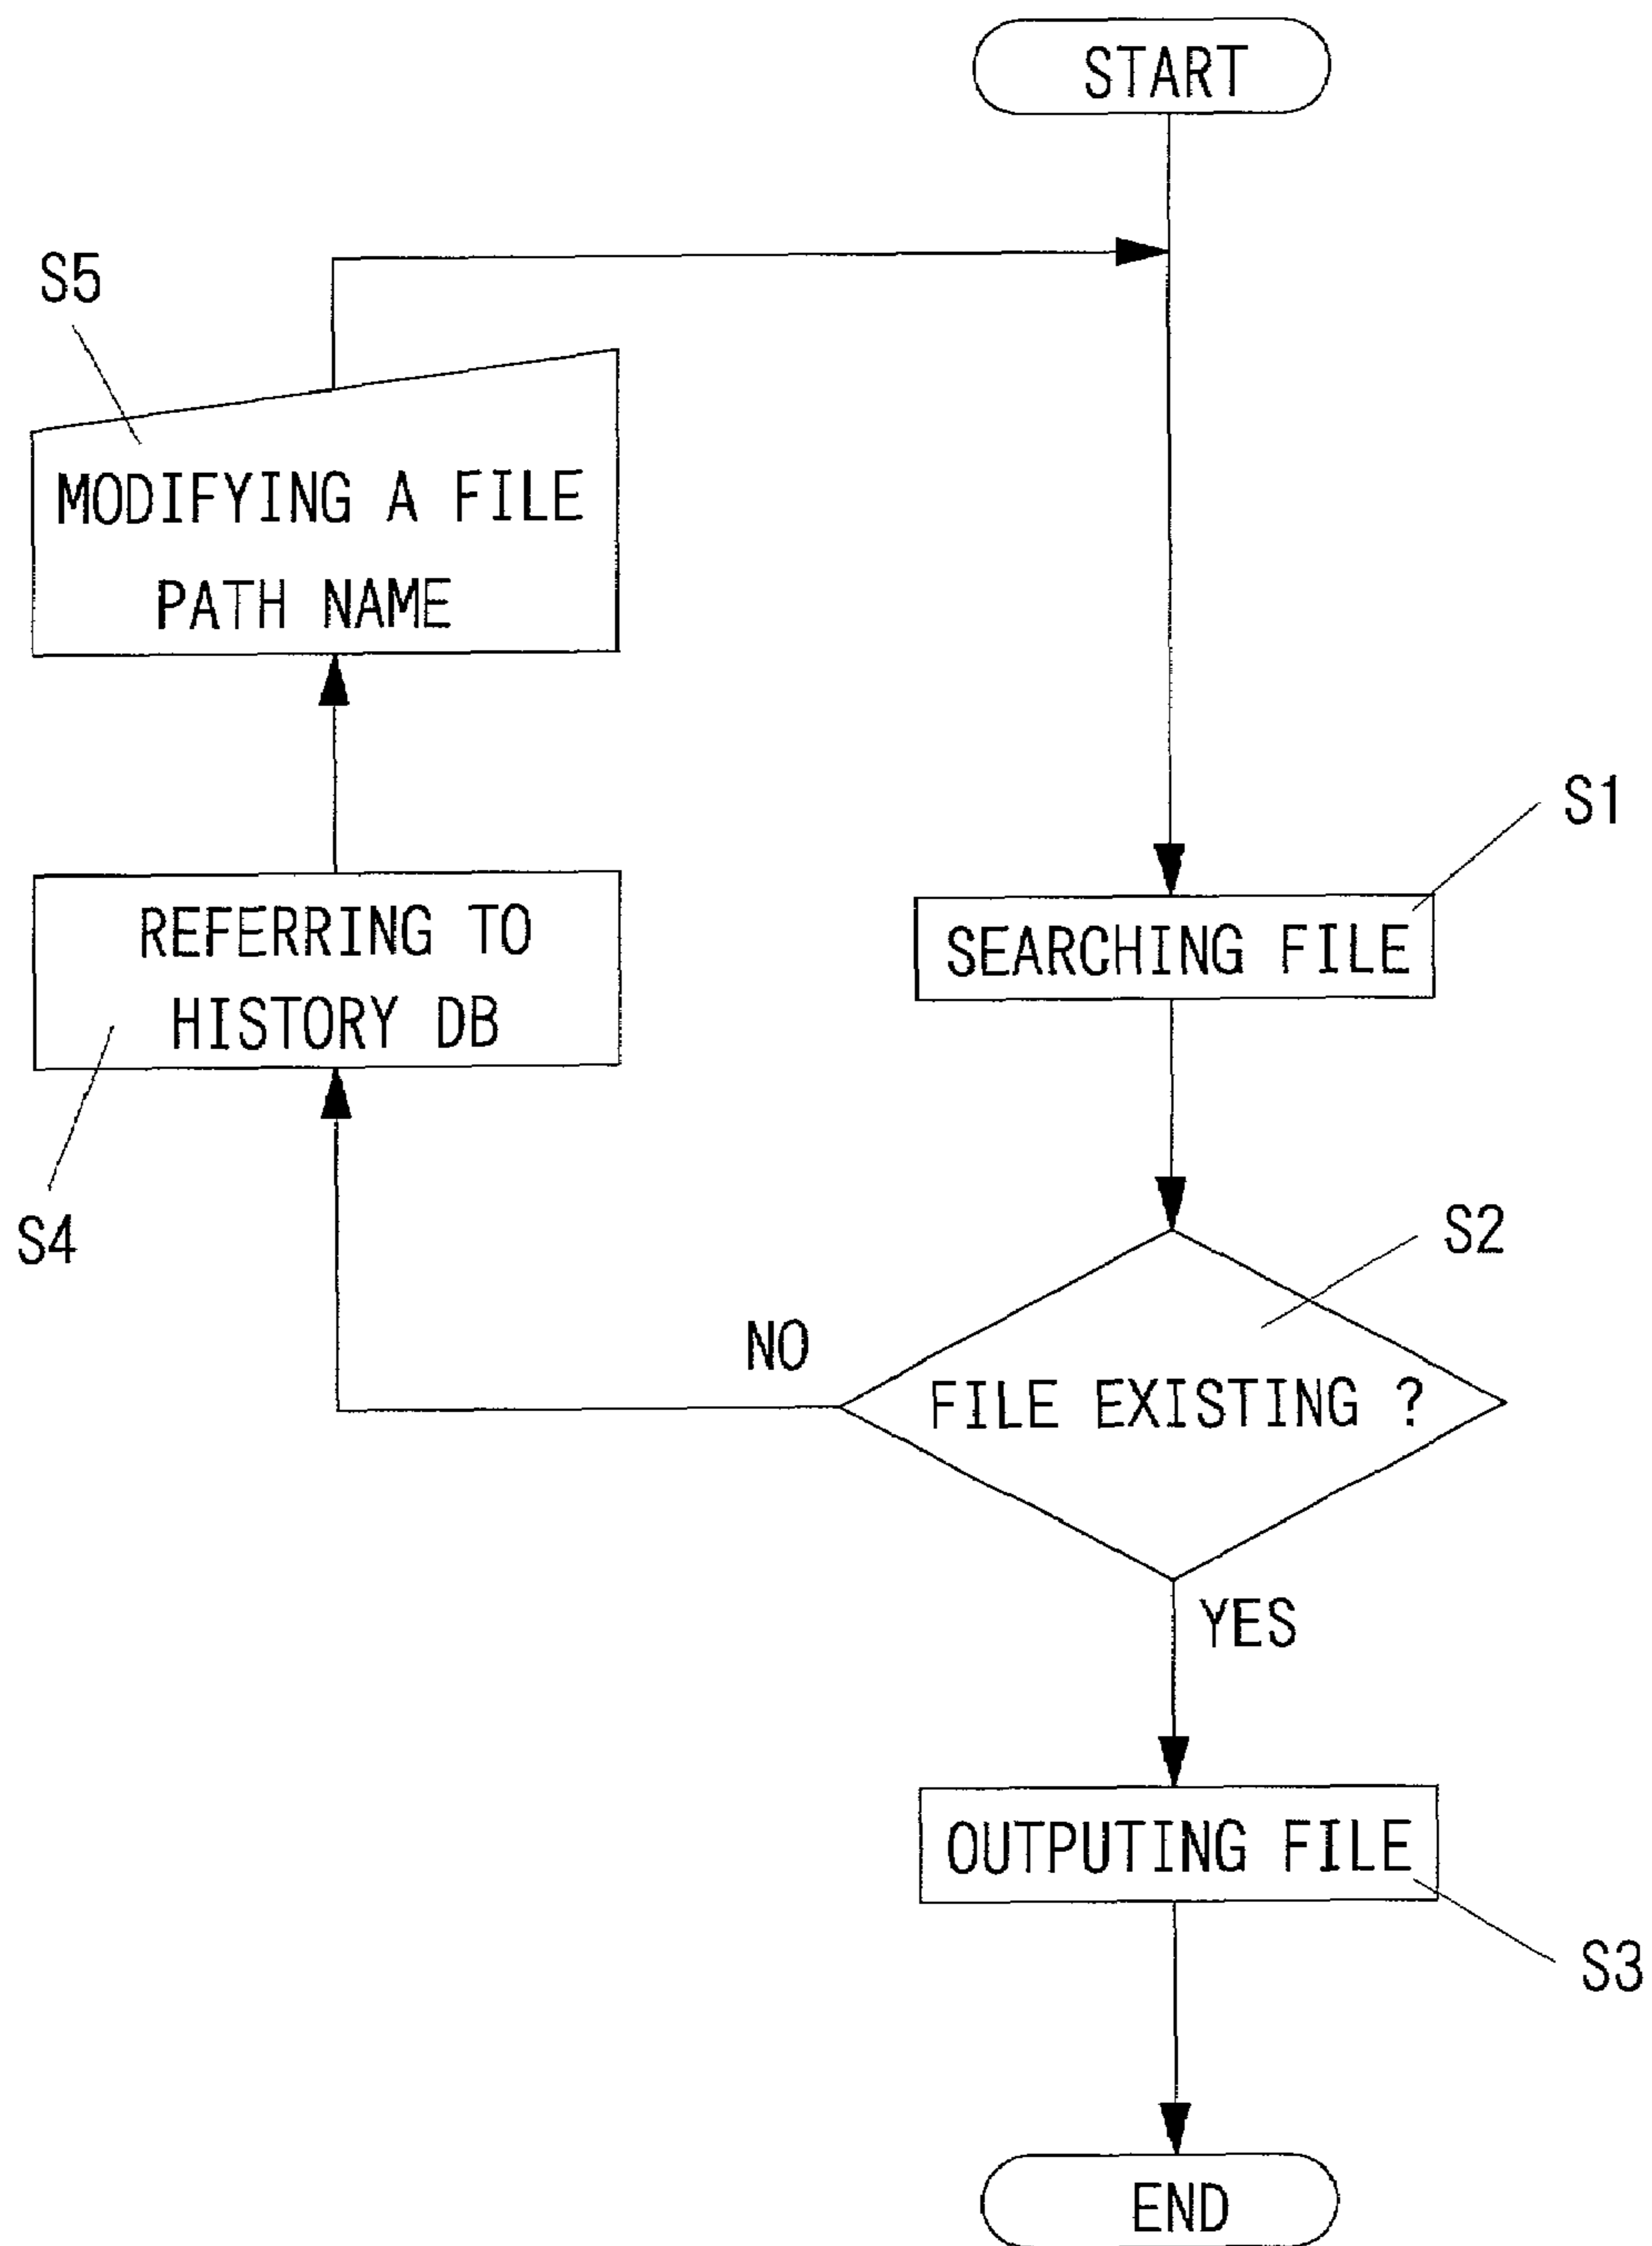 START
S5
MODIFYING A FILE
PATH NAME
S1
SEARCHING FILE
REFERRING TO
HISTORY DB
S4
S2
NO
FILE EXISTING ?
YES
OUTPUTING FILE
S3
END